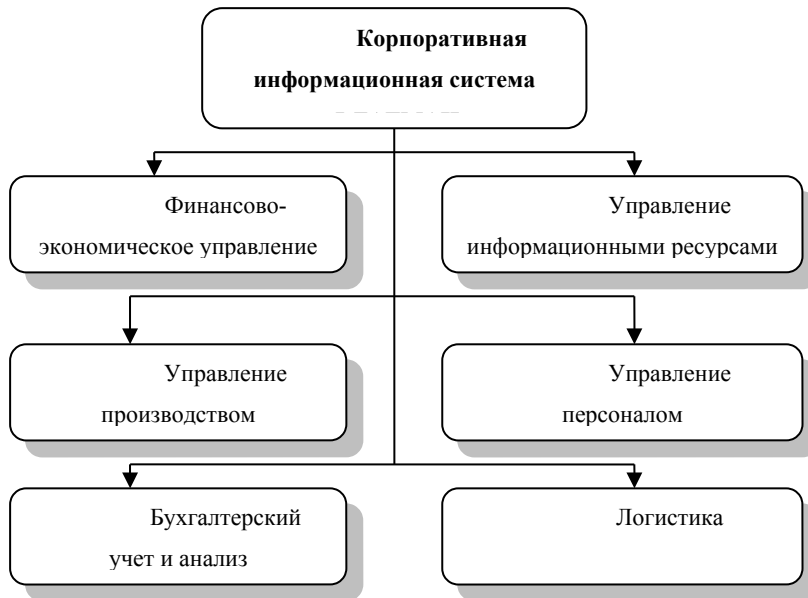 Корпоративная
информационная система
Финансово-
экономическое управление
Управление
информационными ресурсами
Управление
производством
Управление
персоналом
Бухгалтерский
учет и анализ
Логистика